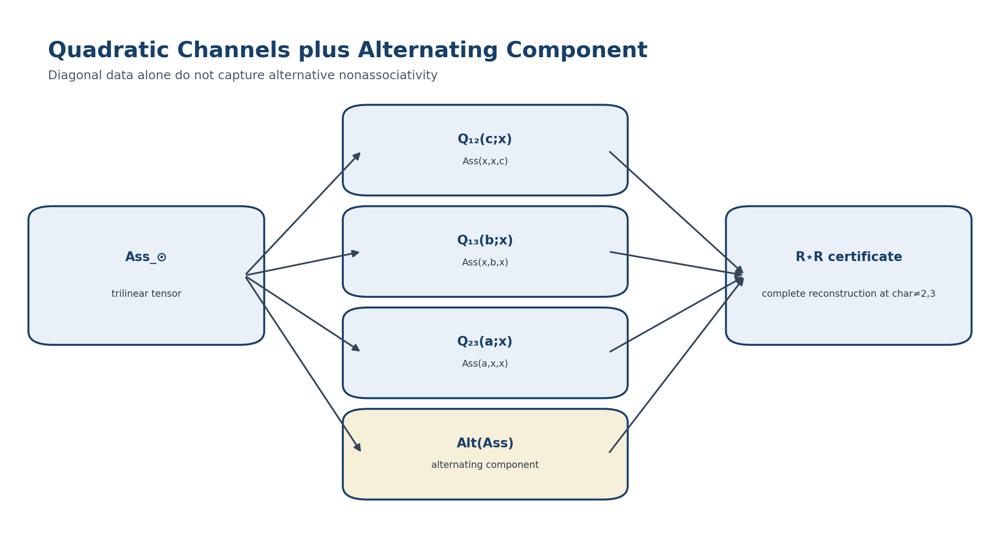 Quadratic Channels plus Alternating Component
Diagonal data alone do not capture alternative nonassociativity
Q₁₂(c;x)
Ass(x,x,c)
Ass_⊙
trilinear tensor
Q₁₃(b;x)
Ass(x,b,x)
Q₂₃(a;x)
Ass(a,x,x)
Alt(Ass)
alternating component
R⋆R certificate
complete reconstruction at char≠2,3